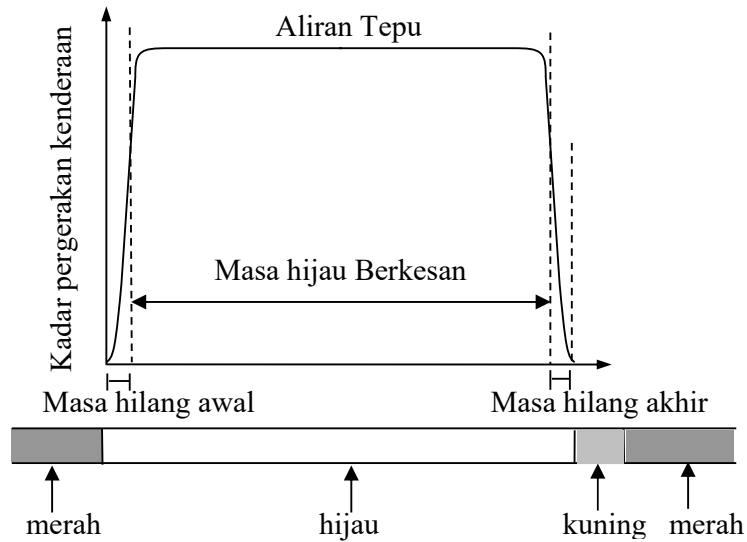 Aliran Tepu
Kadar pergerakan kenderaan
Masa hijau Berkesan
Masa hilang awal
Masa hilang akhir
merah
hijau
kuning
merah